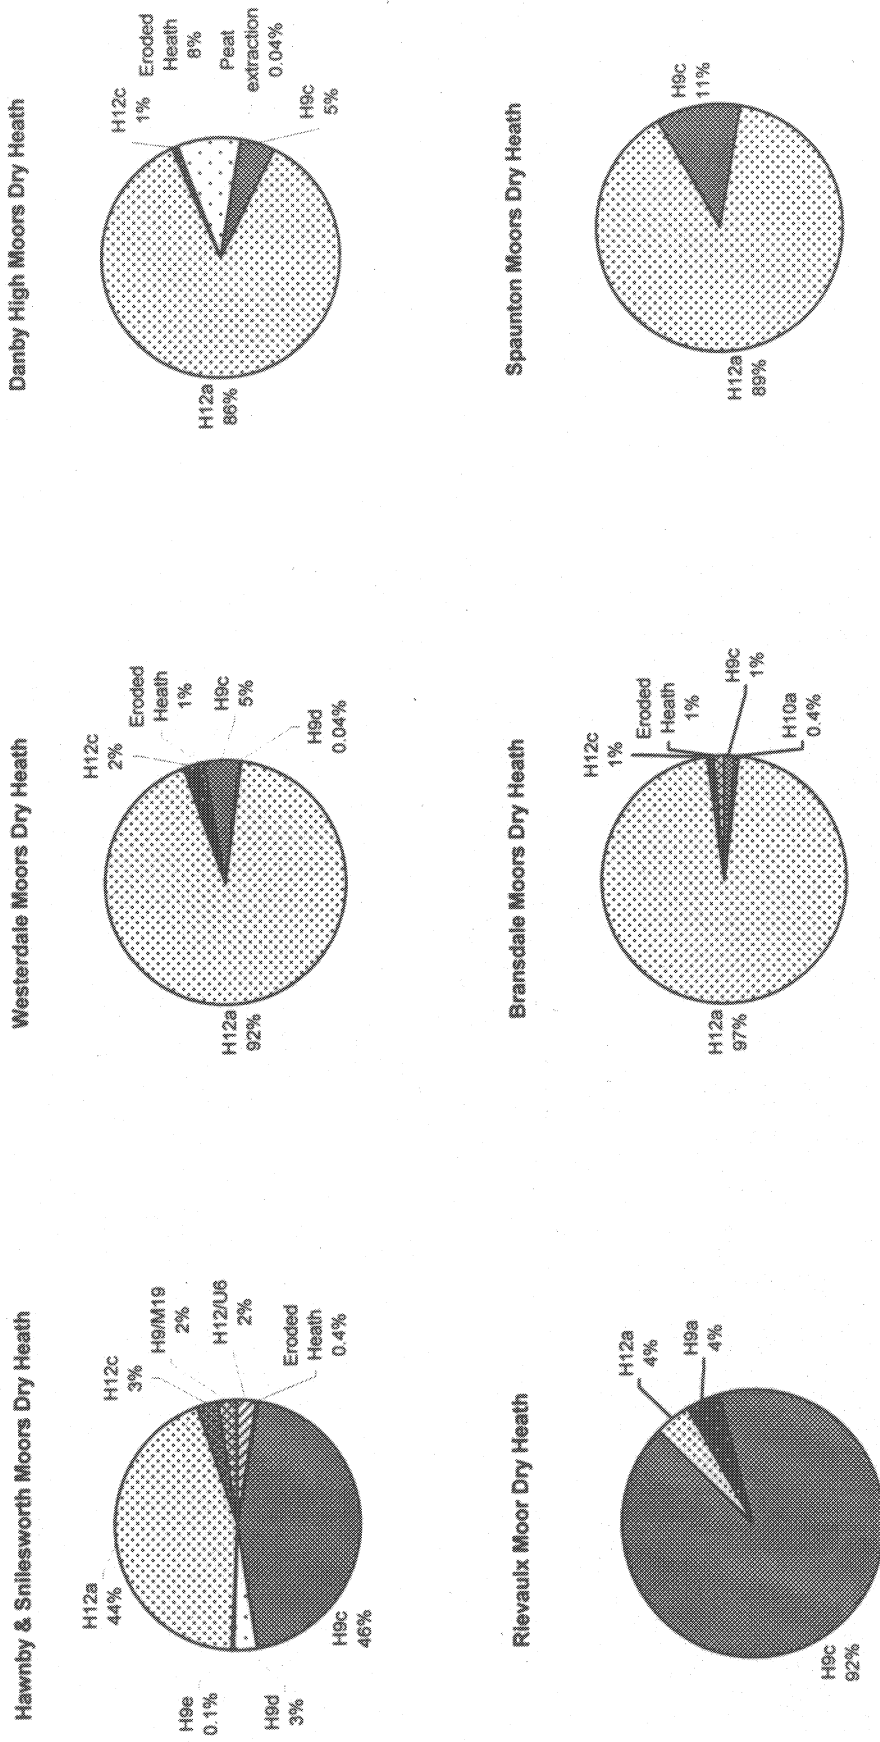 Hawnby & Snilesworth Moors Dry Heath
H12a
44%
H12c
3%
H9/M19
2%
H12/U6
2%
Eroded
Heath
0.4%
H9c
46%
H9d
3%
H9e
0.1%
Westerdale Moors Dry Heath
H12c
2%
Eroded
Heath
1%
H9c
5%
H9d
0.04%
H12a
92%
Danby High Moors Dry Heath
H12c
1%
Eroded
Heath
8%
Peat
extraction
0.04%
H9c
5%
H12a
86%
Rievaulx Moor Dry Heath
H12a
4%
H9a
4%
H9c
92%
Bransdale Moors Dry Heath
H12c
1%
Eroded
Heath
1%
H9c
1%
H10a
0.4%
H12a
97%
Spaunton Moors Dry Heath
H9c
11%
H12a
89%